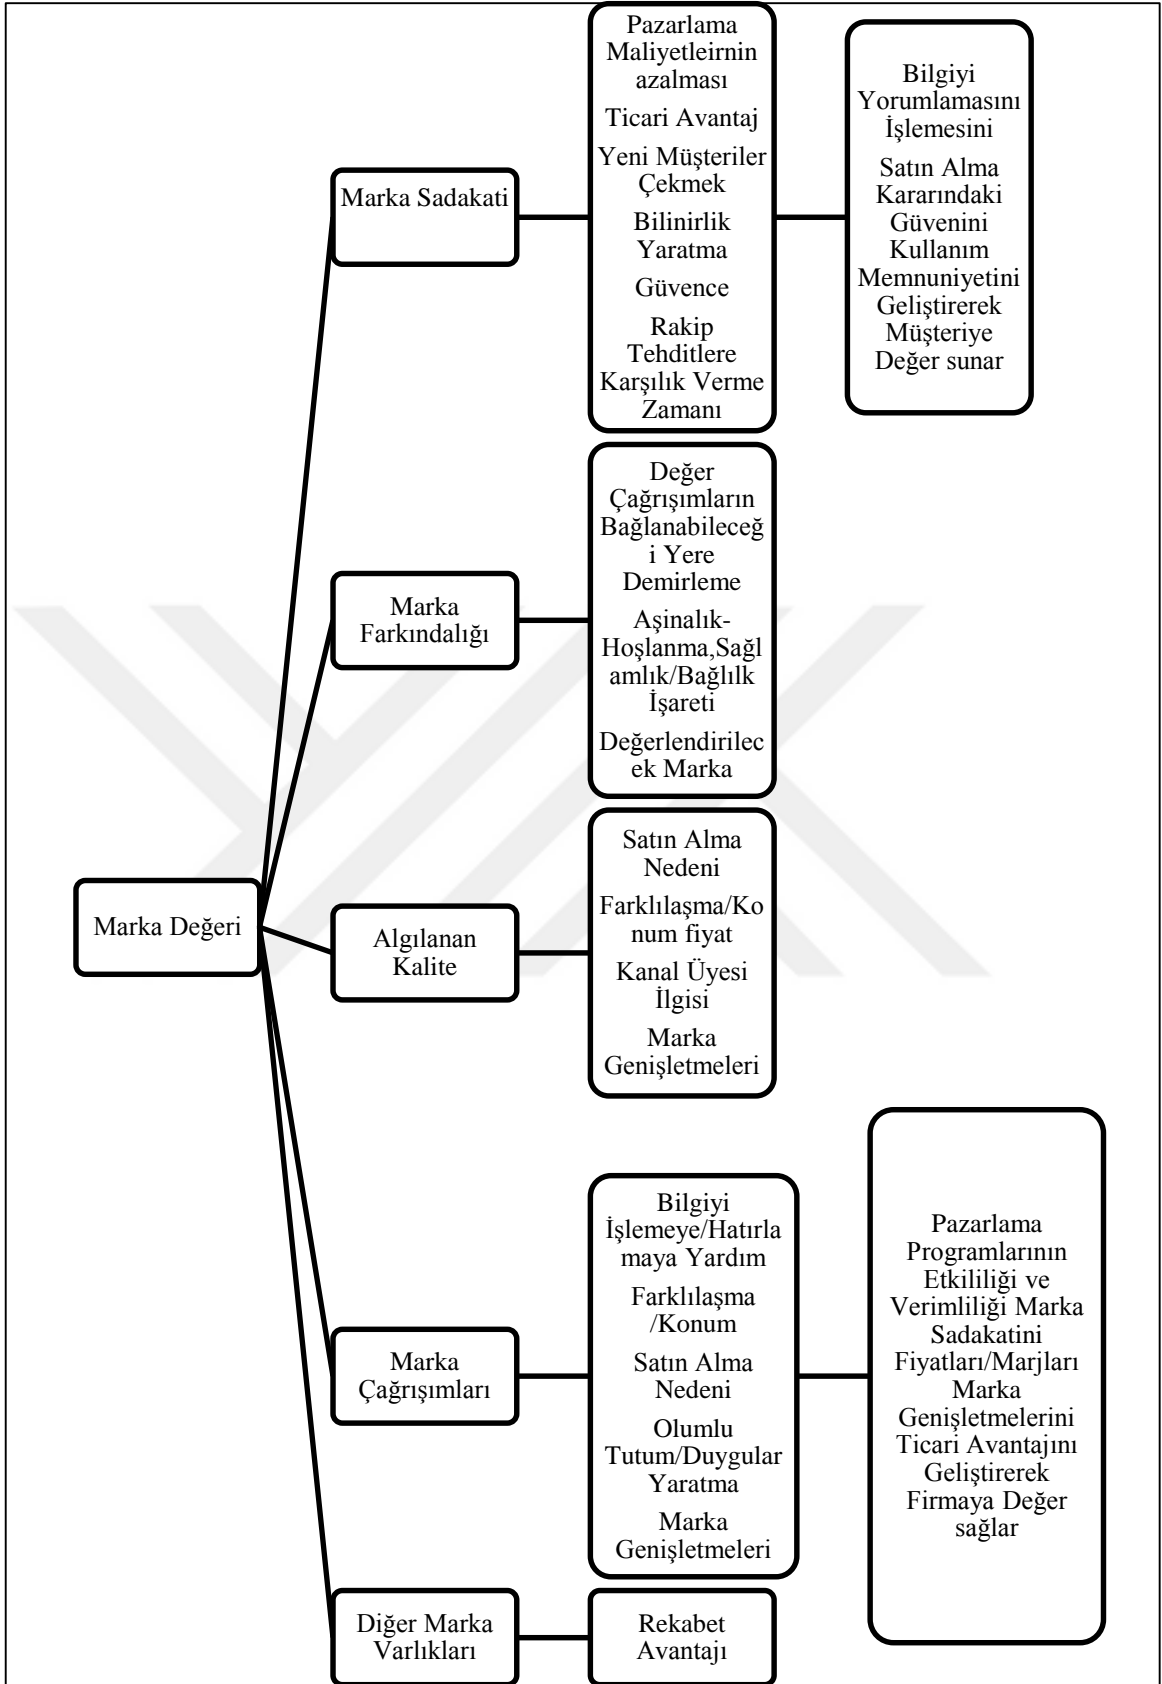 Marka Değeri
Marka Sadakati
Pazarlama
Maliyetleirnin
azalması
Ticari Avantaj
Yeni Müşteriler
Çekmek
Bilinirlik
Yaratma
Güvence
Rakip
Tehditlere
Karşılık Verme
Zamanı
Bilgiyi
Yorumlamasını
İşlemesini
Satın Alma
Kararındaki
Güvenini
Kullanım
Memnuniyetini
Geliştirerek
Müşteriye
Değer sunar
Marka
Farkındalığı
Değer
Çağrışımların
Bağlanabileceğ
i Yere
Demirleme
Aşinalık-
Hoşlanma,Sağl
amlık/Bağlılk
İşareti
Değerlendirilec
ek Marka
Algılanan
Kalite
Satın Alma
Nedeni
Farklılaşma/Ko
num fiyat
Kanal Üyesi
İlgisi
Marka
Genişletmeleri
Marka
Çağrışımları
Bilgiyi
İşlemeye/Hatırla
maya Yardım
Farklılaşma
/Konum
Satın Alma
Nedeni
Olumlu
Tutum/Duygular
Yaratma
Marka
Genişletmeleri
Pazarlama
Programlarının
Etkililiği ve
Verimliliği Marka
Sadakatini
Fiyatları/Marjları
Marka
Genişletmelerini
Ticari Avantajını
Geliştirerek
Firmaya Değer
sağlar
Diğer Marka
Varlıkları
Rekabet
Avantajı